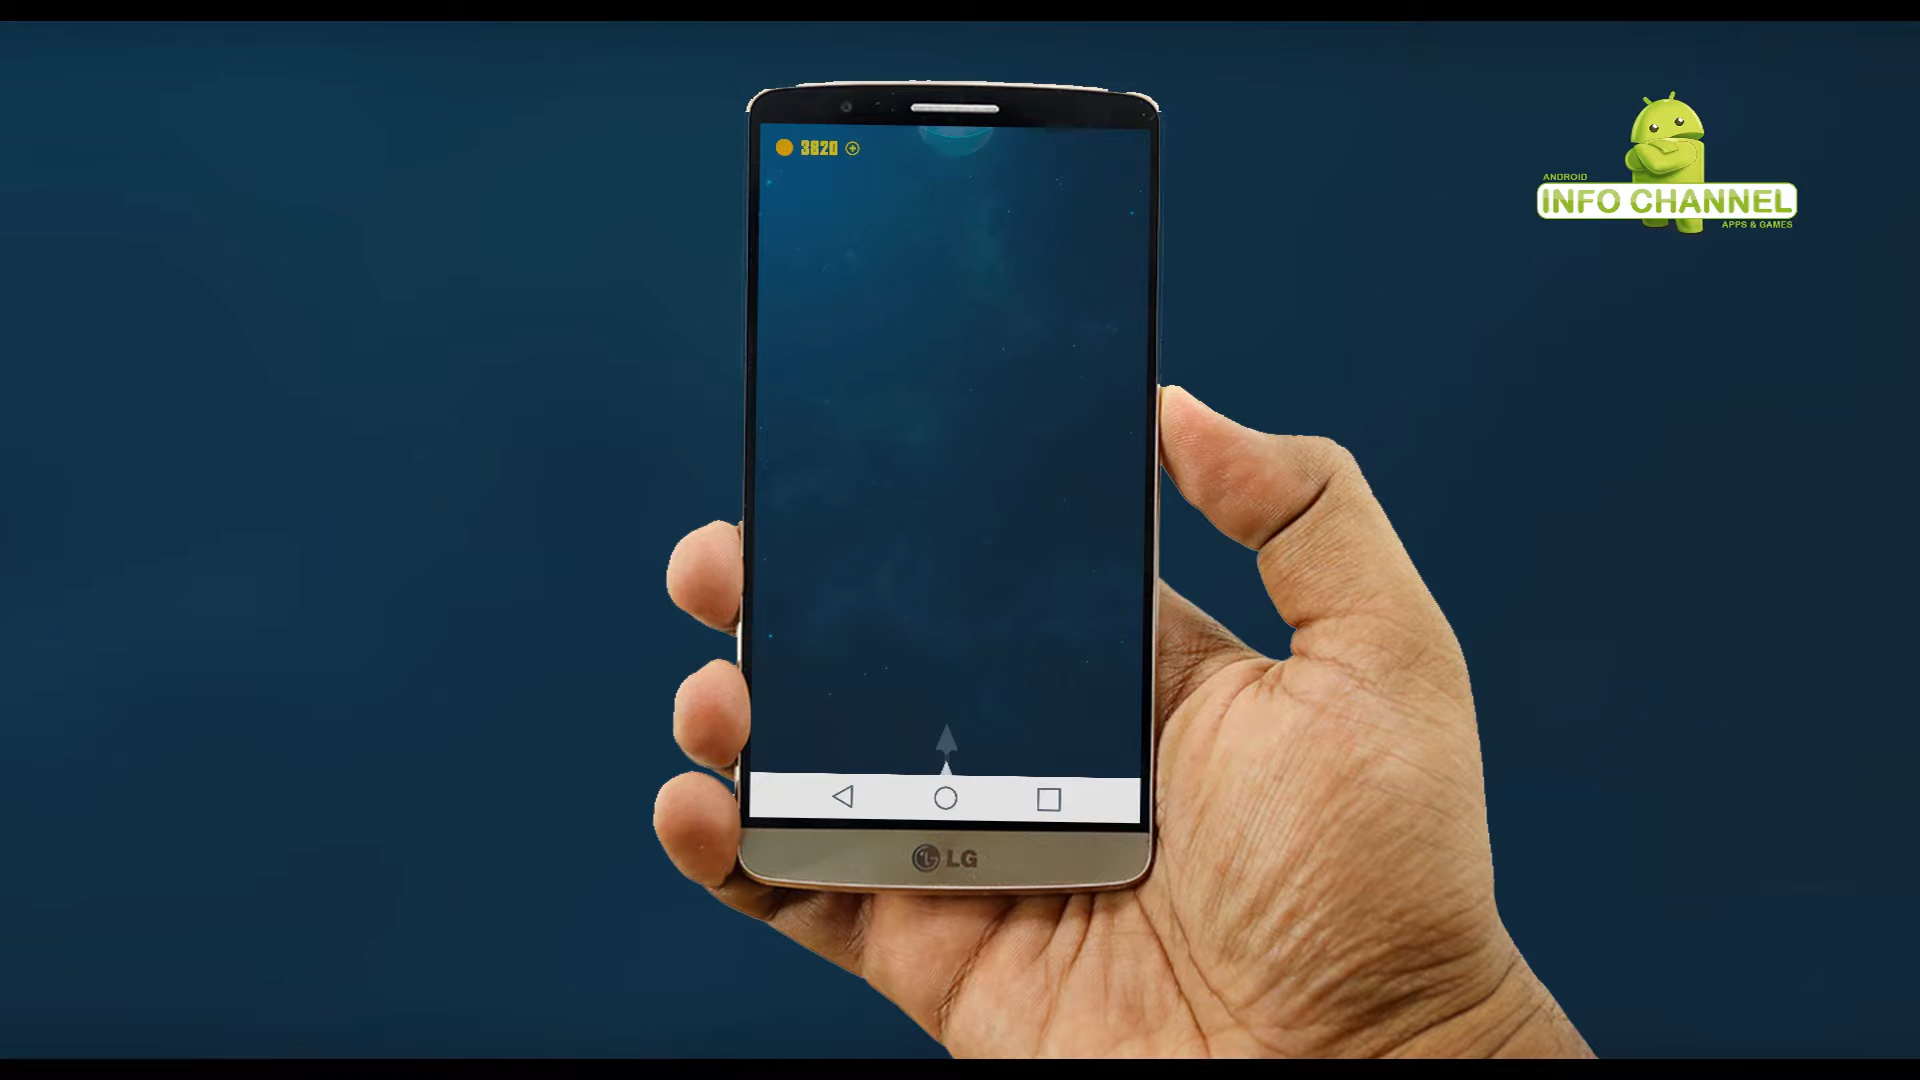 3820
ANDROID
INFO CHANNEL
APPS & GAMES
LG